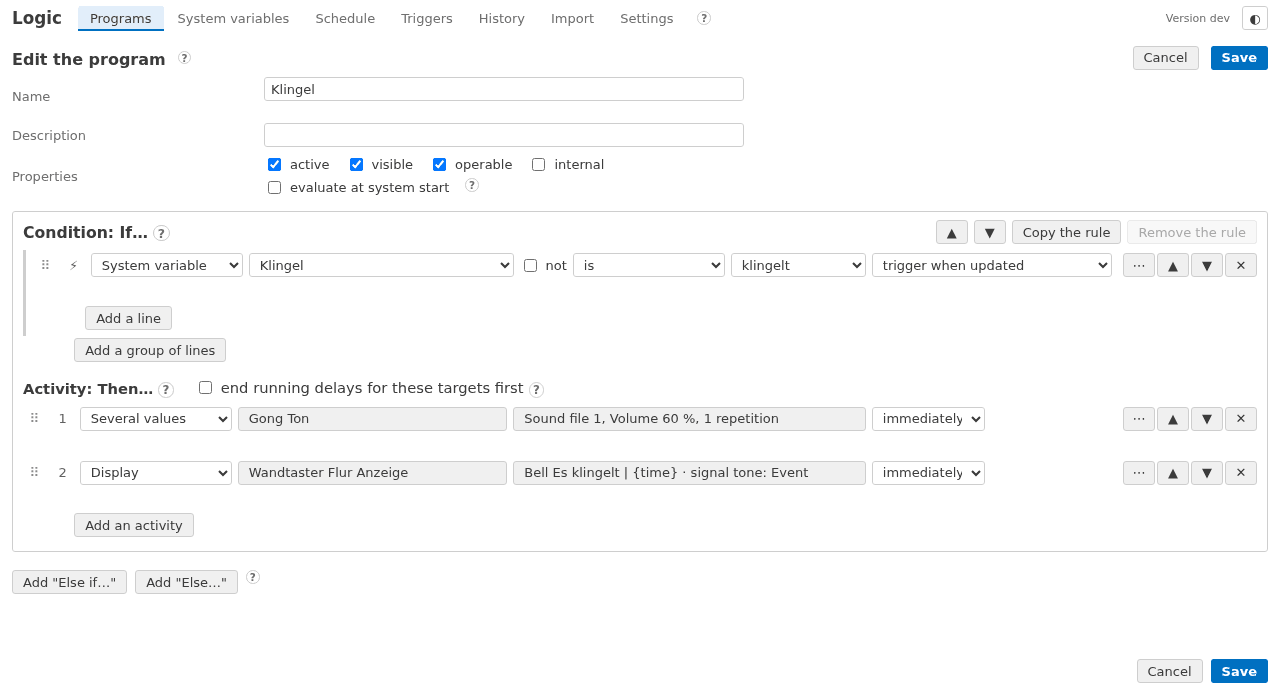 Logic Programs System variables Schedule Triggers History Import Settings ? Version dev
Edit the program ? Cancel Save
Name Klingel
Description
Properties active visible operable internal
evaluate at system start ?
Condition: If… ? ▲ ▼ Copy the rule Remove the rule
System variable Klingel not is klingelt trigger when updated ⋯ ▲ ▼ ✕
Add a line
Add a group of lines
Activity: Then… ? end running delays for these targets first ?
1 Several values Gong Ton Sound file 1, Volume 60 %, 1 repetition immediately ⋯ ▲ ▼ ✕
2 Display Wandtaster Flur Anzeige Bell Es klingelt | {time} · signal tone: Event immediately ⋯ ▲ ▼ ✕
Add an activity
Add "Else if…" Add "Else…" ?
Cancel Save